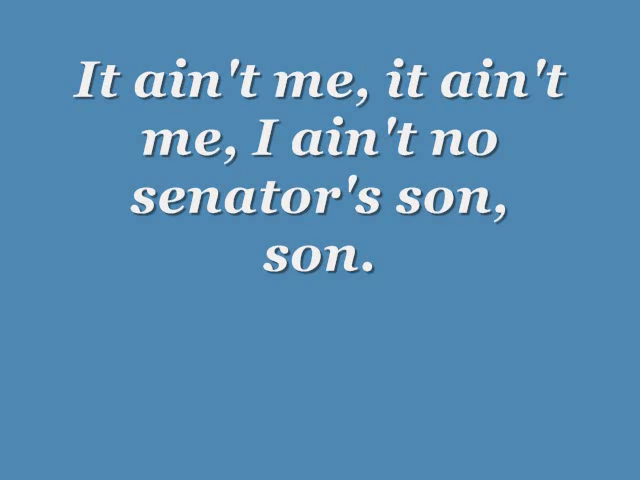 It ain't me, it ain't
me, I ain't no
senator's son,
son.